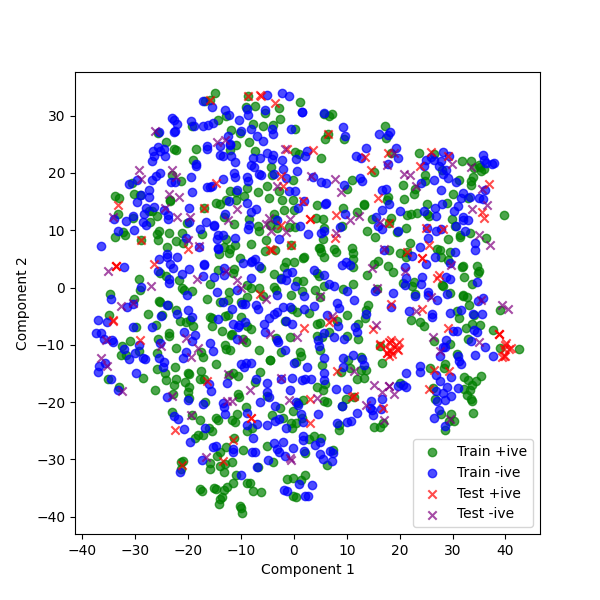 30
20
10
0
−10
−20
−30
−40
Component 2
−40 −30 −20 −10 0 10 20 30 40
Component 1
Train +ive
Train -ive
Test +ive
Test -ive